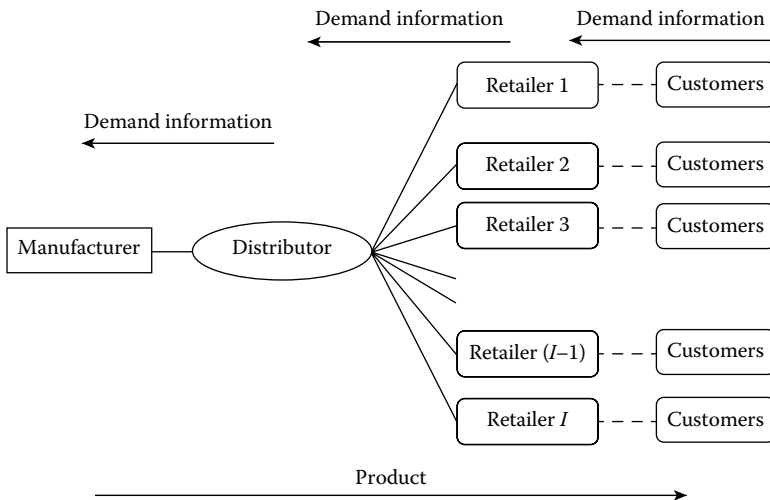 Demand information
Demand information
Retailer 1
Customers
Demand information
Retailer 2
Customers
Retailer 3
Customers
Manufacturer
Distributor
Retailer (I–1)
Customers
Retailer I
Customers
Product